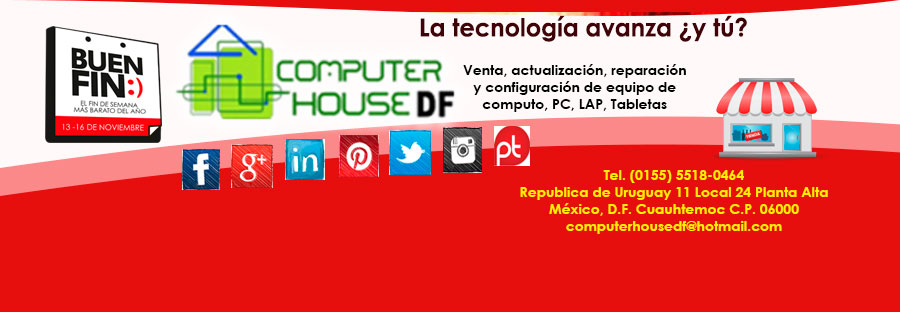 La tecnología avanza ¿y tú?
BUEN
FIN:)
EL FIN DE SEMANA
MÁS BARATO DEL AÑO
13 -16 DE NOVIEMBRE
COMPUTER
HOUSE DF
Venta, actualización, reparación
y configuración de equipo de
computo, PC, LAP, Tabletas
f
g+
in
p
pt
Tel. (0155) 5518-0464
Republica de Uruguay 11 Local 24 Planta Alta
México, D.F. Cuauhtemoc C.P. 06000
computerhousedf@hotmail.com